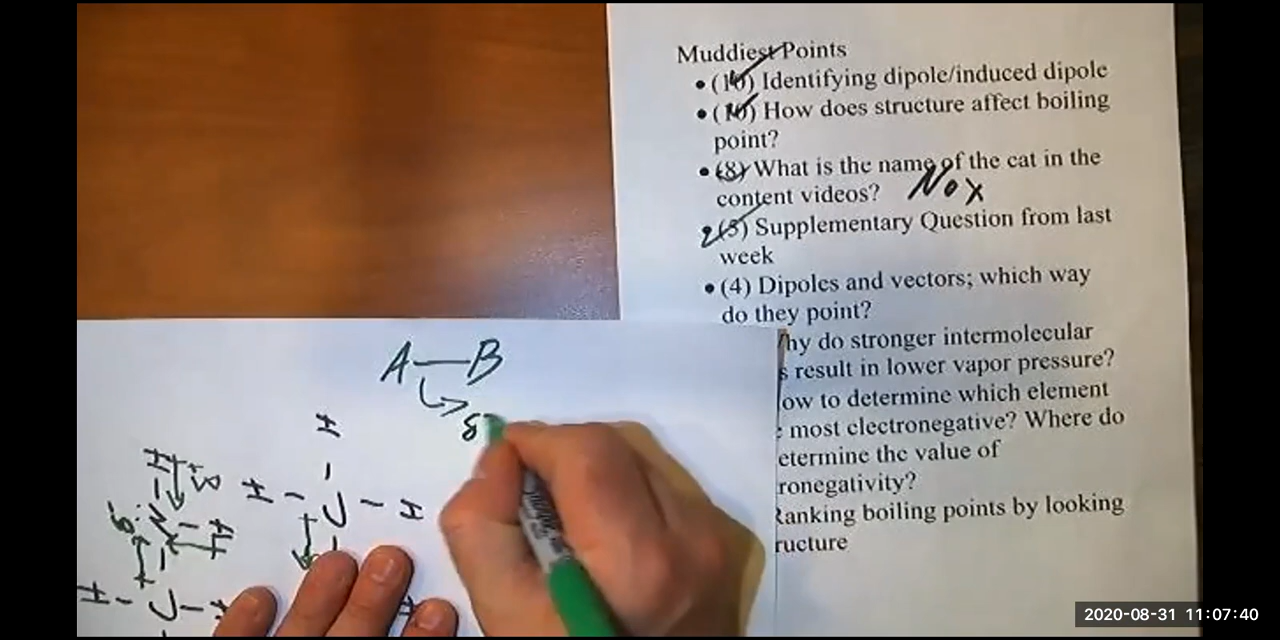 Muddiest Points
• (10) Identifying dipole/induced dipole
• (10) How does structure affect boiling
point?
• (8) What is the name of the cat in the
content videos? Nox
(5) Supplementary Question from last
week
• (4) Dipoles and vectors; which way
do they point?
hy do stronger intermolecular
s result in lower vapor pressure?
ow to determine which element
most electronegative? Where do
etermine the value of
ronegativity?
Ranking boiling points by looking
ructure
A — B
δ
H
H - C - H
H
H
N - H
H - C -
2020-08-31 11:07:40